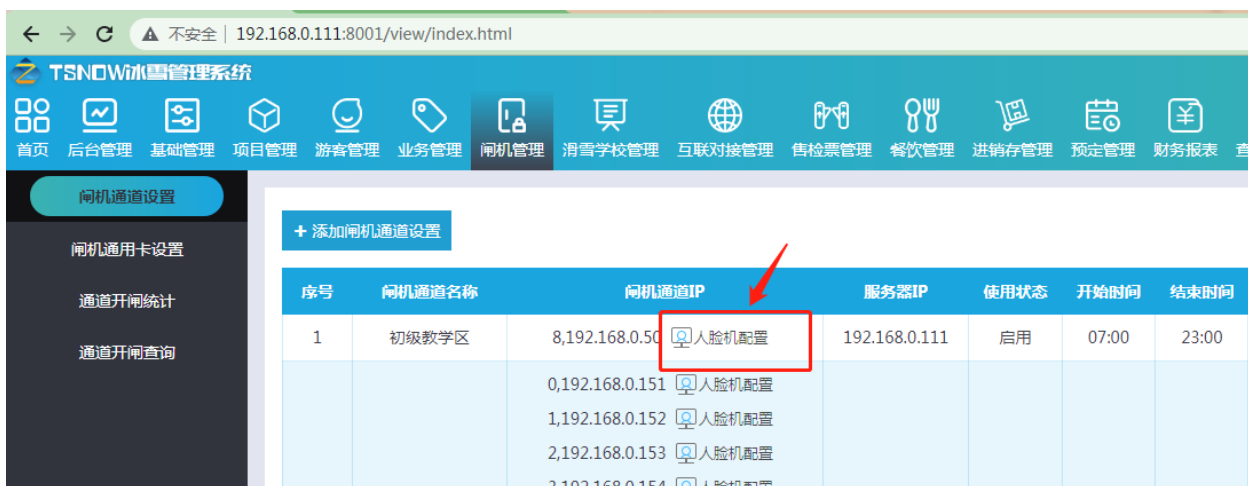 不安全 192.168.0.111:8001/view/index.html
TSNOW冰雪管理系统
首页 后台管理 基础管理 项目管理 游客管理 业务管理 闸机管理 滑雪学校管理 互联对接管理 售检票管理 餐饮管理 进销存管理 预定管理 财务报表
闸机通道设置
闸机通用卡设置
通道开闸统计
通道开闸查询
+ 添加闸机通道设置
序号 闸机通道名称 闸机通道IP 服务器IP 使用状态 开始时间 结束时间
1 初级教学区 8,192.168.0.50 人脸机配置 192.168.0.111 启用 07:00 23:00
0,192.168.0.151 人脸机配置
1,192.168.0.152 人脸机配置
2,192.168.0.153 人脸机配置
3,192.168.0.154 人脸机配置